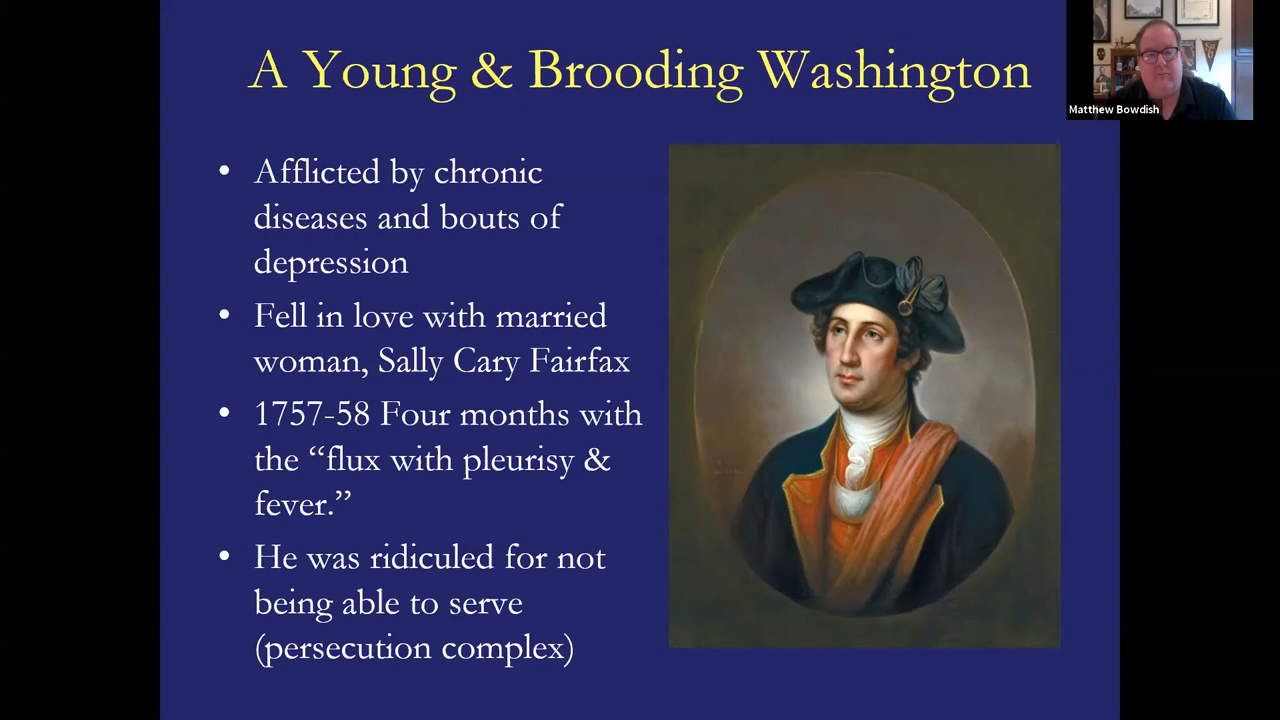 A Young & Brooding Washington
Matthew Bowdish
• Afflicted by chronic
diseases and bouts of
depression
• Fell in love with married
woman, Sally Cary Fairfax
• 1757-58 Four months with
the “flux with pleurisy &
fever.”
• He was ridiculed for not
being able to serve
(persecution complex)